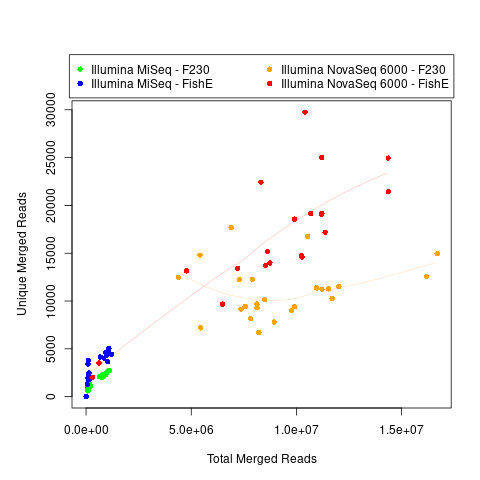 Illumina MiSeq - F230 Illumina NovaSeq 6000 - F230
Illumina MiSeq - FishE Illumina NovaSeq 6000 - FishE
30000
25000
20000
15000
10000
5000
0
Unique Merged Reads
0.0e+00 5.0e+06 1.0e+07 1.5e+07
Total Merged Reads